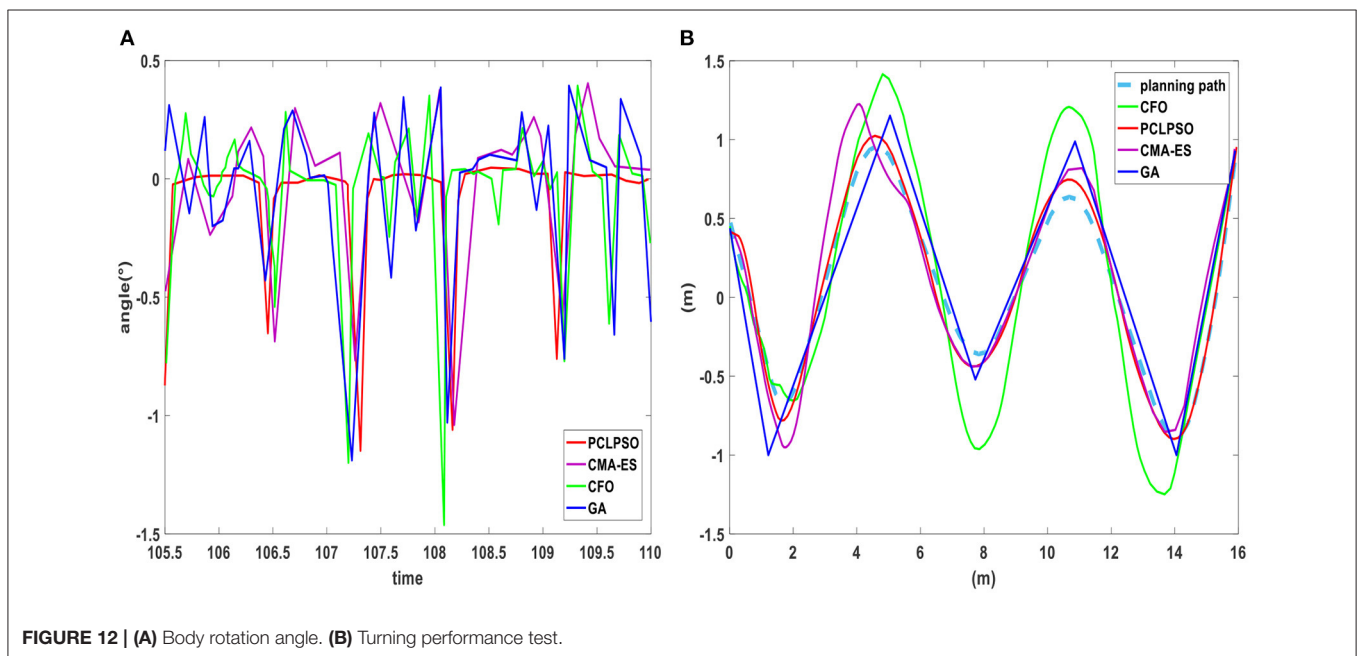 A
0.5
0
-0.5
-1
-1.5
angle(°)
105.5 106 106.5 107 107.5 108 108.5 109 109.5 110
time
PCLPSO
CMA-ES
CFO
GA
B
1.5
1
0.5
0
-0.5
-1
-1.5
(m)
0 2 4 6 8 10 12 14 16
(m)
planning path
CFO
PCLPSO
CMA-ES
GA
FIGURE 12 | (A) Body rotation angle. (B) Turning performance test.